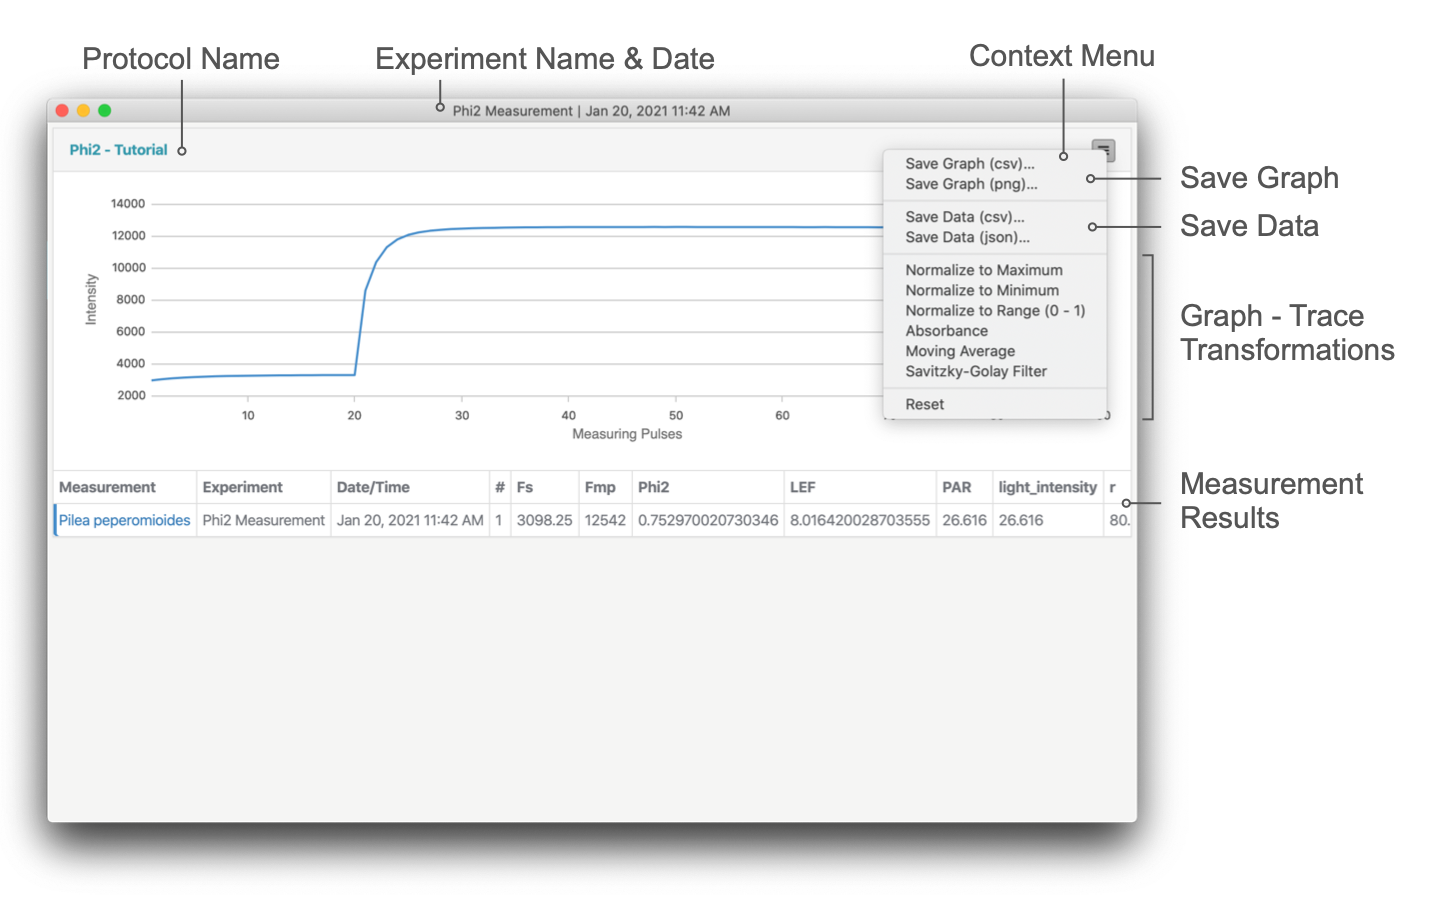 Protocol Name
Experiment Name & Date
Context Menu
Phi2 Measurement | Jan 20, 2021 11:42 AM
Phi2 - Tutorial
Save Graph (csv)...
Save Graph (png)...
Save Data (csv)...
Save Data (json)...
Normalize to Maximum
Normalize to Minimum
Normalize to Range (0 - 1)
Absorbance
Moving Average
Savitzky-Golay Filter
Reset
Save Graph
Save Data
Graph - Trace
Transformations
14000
12000
10000
8000
6000
4000
2000
Intensity
10 20 30 40 50 60
Measuring Pulses
Measurement Experiment Date/Time # Fs Fmp Phi2 LEF PAR light_intensity r
Pilea peperomioides Phi2 Measurement Jan 20, 2021 11:42 AM 1 3098.25 12542 0.752970020730346 8.016420028703555 26.616 26.616 80.
Measurement
Results